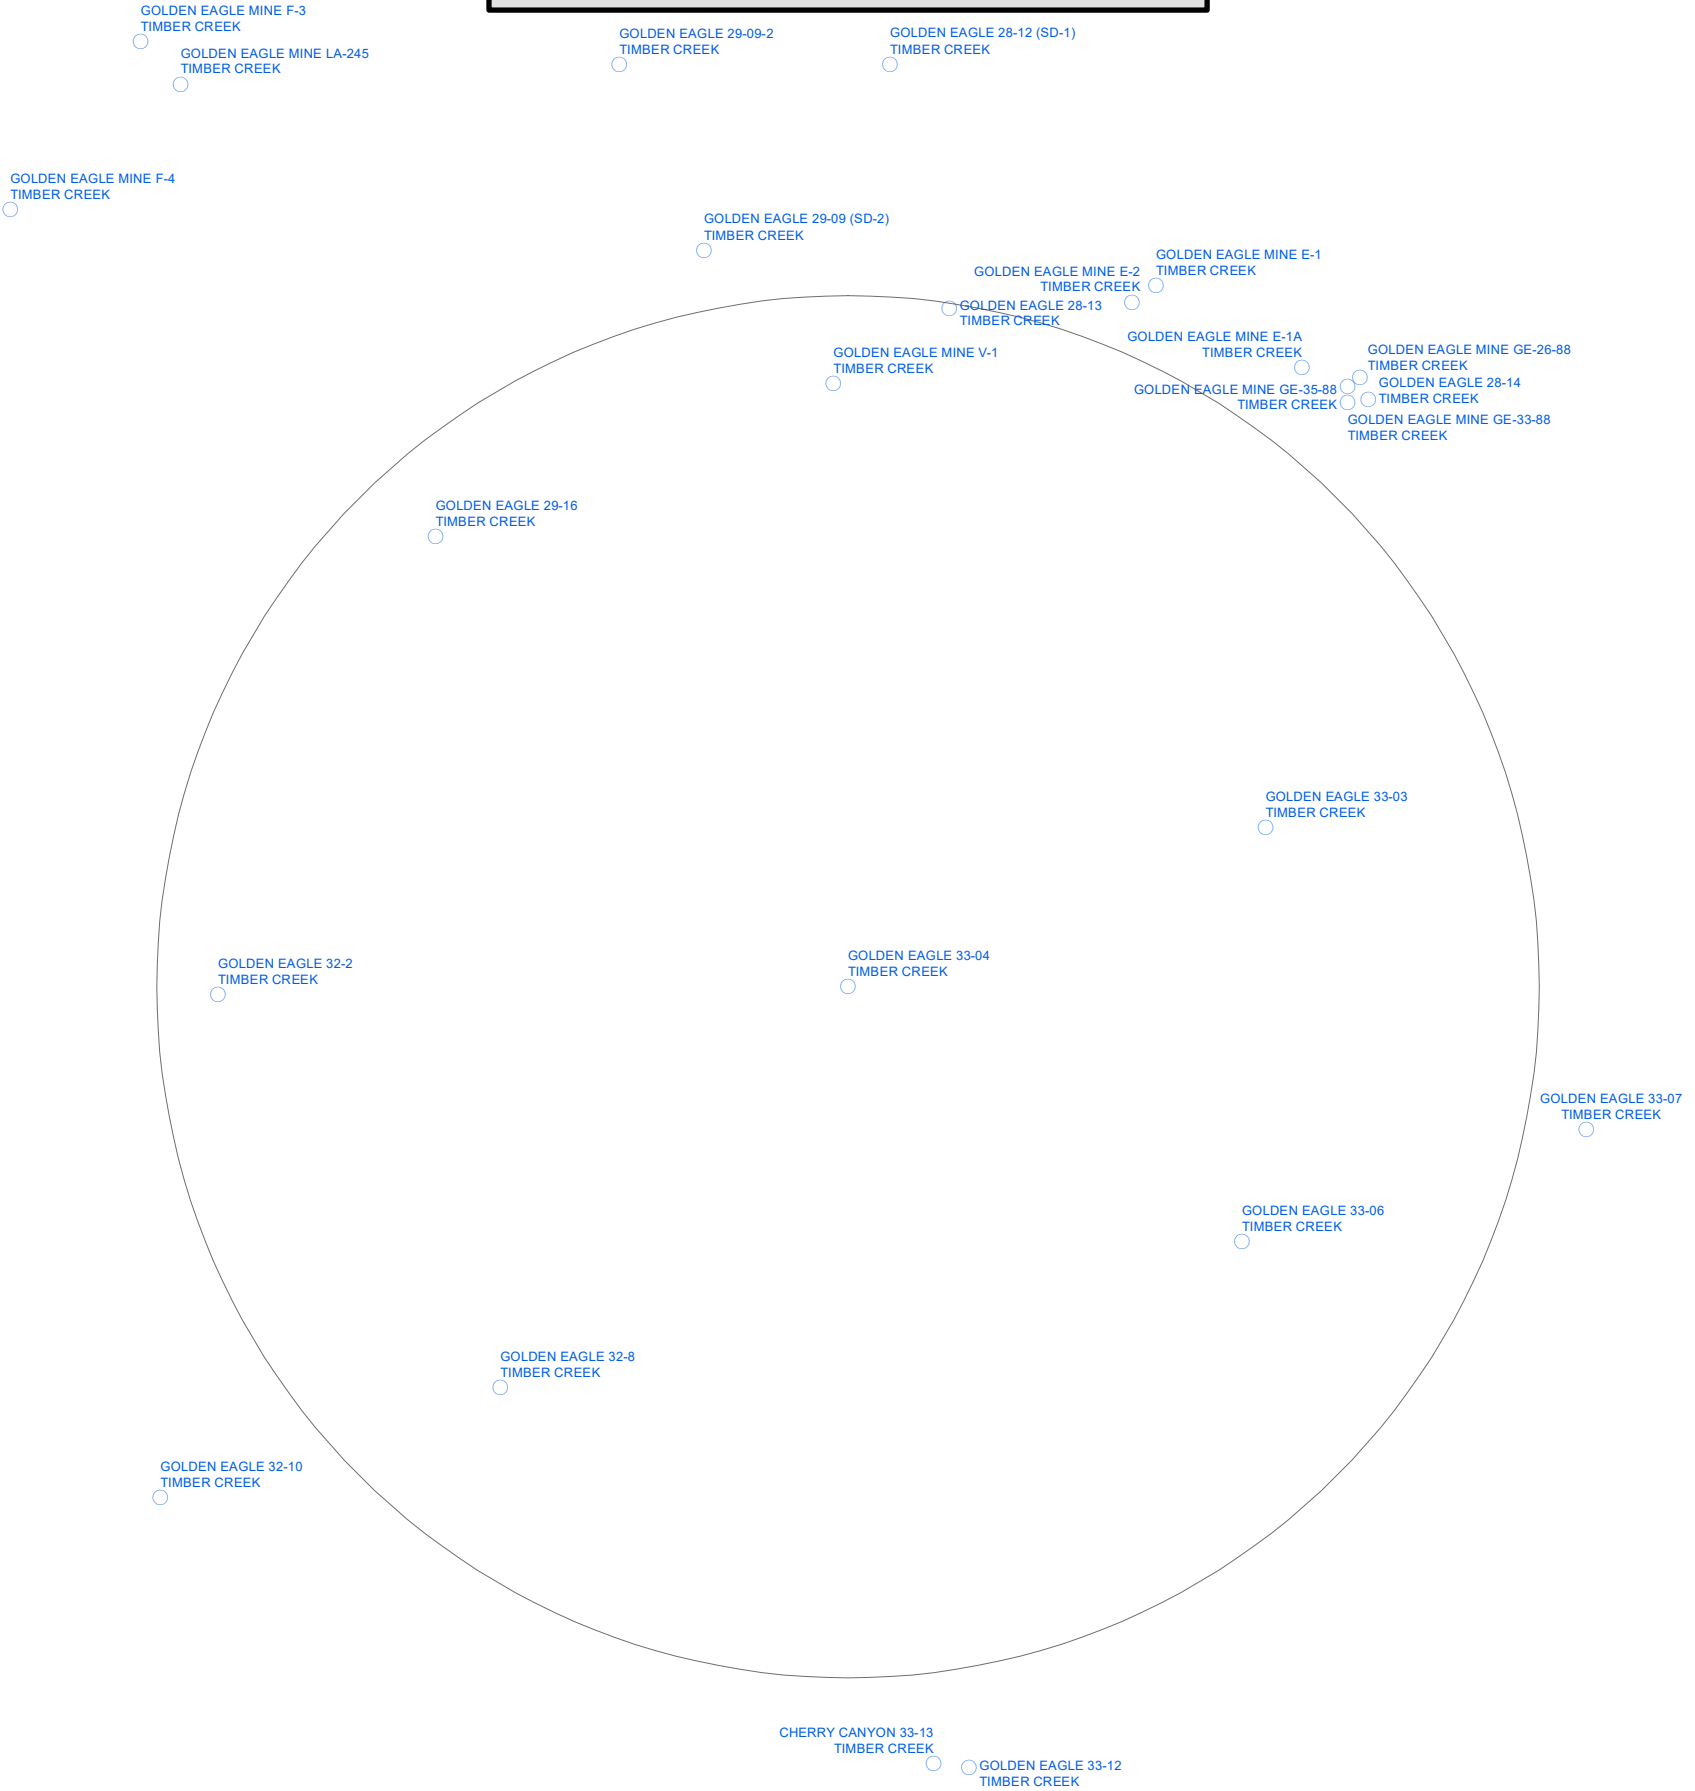 GOLDEN EAGLE MINE F-3
TIMBER CREEK
GOLDEN EAGLE MINE LA-245
TIMBER CREEK
GOLDEN EAGLE 29-09-2
TIMBER CREEK
GOLDEN EAGLE 28-12 (SD-1)
TIMBER CREEK
GOLDEN EAGLE MINE F-4
TIMBER CREEK
GOLDEN EAGLE 29-09 (SD-2)
TIMBER CREEK
GOLDEN EAGLE MINE E-1
TIMBER CREEK
GOLDEN EAGLE MINE E-2
TIMBER CREEK
GOLDEN EAGLE 28-13
TIMBER CREEK
GOLDEN EAGLE MINE E-1A
TIMBER CREEK
GOLDEN EAGLE MINE V-1
TIMBER CREEK
GOLDEN EAGLE MINE GE-26-88
TIMBER CREEK
GOLDEN EAGLE 28-14
TIMBER CREEK
GOLDEN EAGLE MINE GE-35-88
TIMBER CREEK
GOLDEN EAGLE MINE GE-33-88
TIMBER CREEK
GOLDEN EAGLE 29-16
TIMBER CREEK
GOLDEN EAGLE 33-03
TIMBER CREEK
GOLDEN EAGLE 33-04
TIMBER CREEK
GOLDEN EAGLE 32-2
TIMBER CREEK
GOLDEN EAGLE 33-07
TIMBER CREEK
GOLDEN EAGLE 33-06
TIMBER CREEK
GOLDEN EAGLE 32-8
TIMBER CREEK
GOLDEN EAGLE 32-10
TIMBER CREEK
CHERRY CANYON 33-13
TIMBER CREEK
GOLDEN EAGLE 33-12
TIMBER CREEK